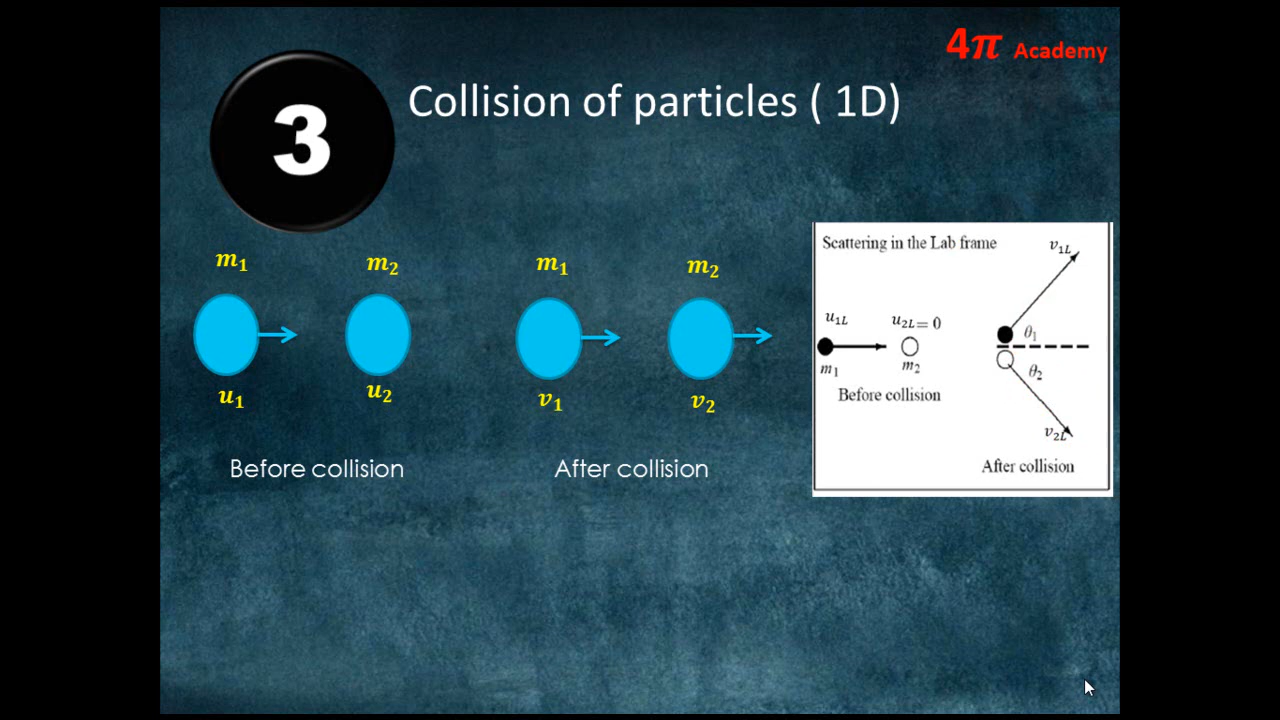 4π Academy
3
Collision of particles ( 1D)
m₁
m₂
m₁
m₂
u₁
u₂
v₁
v₂
Before collision
After collision
Scattering in the Lab frame
v₁L
u₁L
u₂L = 0
θ₁
m₁
m₂
θ₂
Before collision
v₂L
After collision